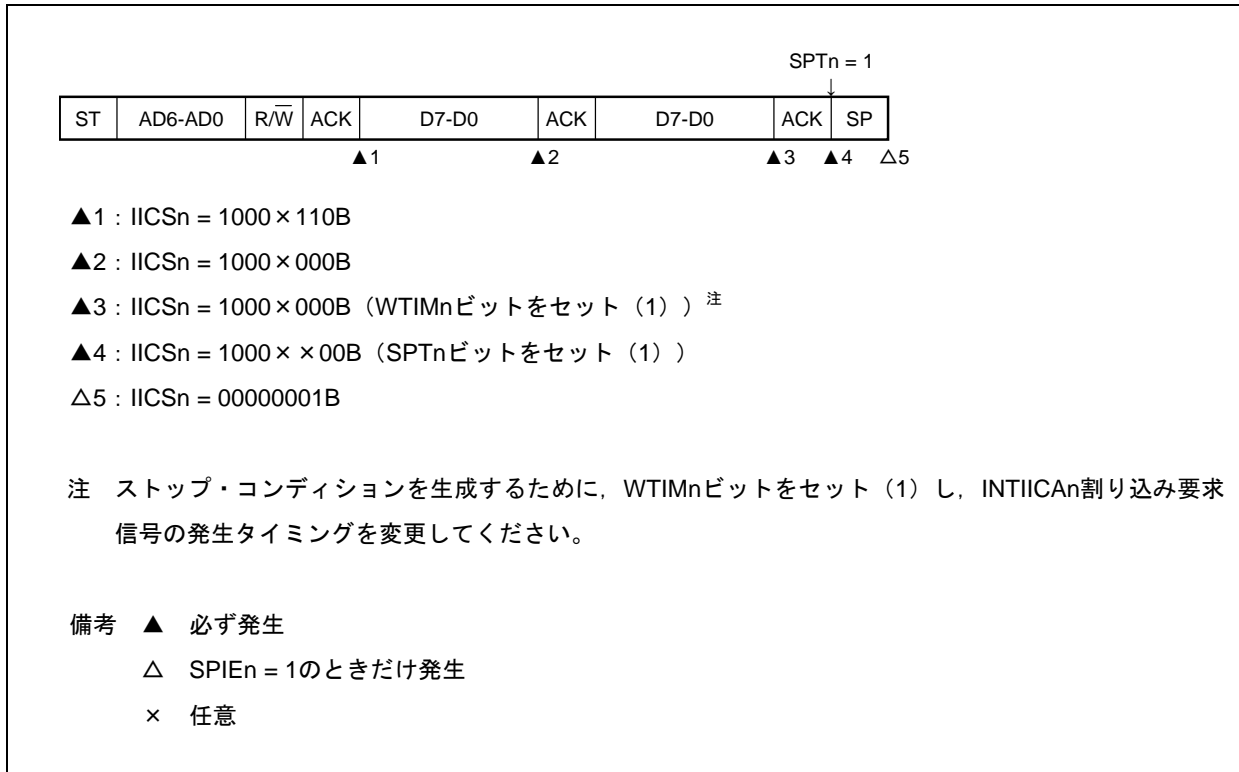 SPTn = 1
↓
ST AD6-AD0 R/W̅ ACK D7-D0 ACK D7-D0 ACK SP
▲1 ▲2 ▲3 ▲4 △5
▲1：IICSn = 1000×110B
▲2：IICSn = 1000×000B
▲3：IICSn = 1000×000B（WTIMnビットをセット（1））注
▲4：IICSn = 1000××00B（SPTnビットをセット（1））
△5：IICSn = 00000001B
注　ストップ・コンディションを生成するために，WTIMnビットをセット（1）し，INTIICAn割り込み要求
信号の発生タイミングを変更してください。
備考　▲　必ず発生
△　SPIEn = 1のときだけ発生
×　任意